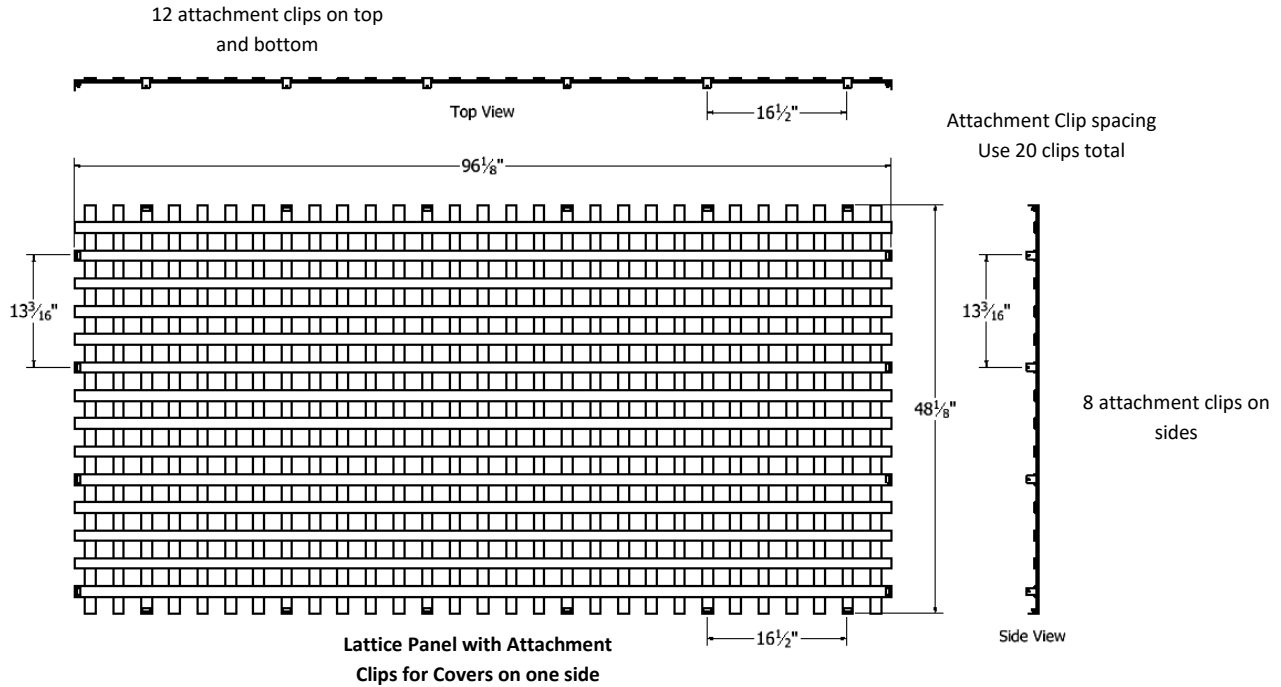 12 attachment clips on top
and bottom
Top View
16½"
Attachment Clip spacing
Use 20 clips total
96⅛"
13³⁄₁₆"
13³⁄₁₆"
48⅛"
8 attachment clips on
sides
16½"
Side View
Lattice Panel with Attachment
Clips for Covers on one side